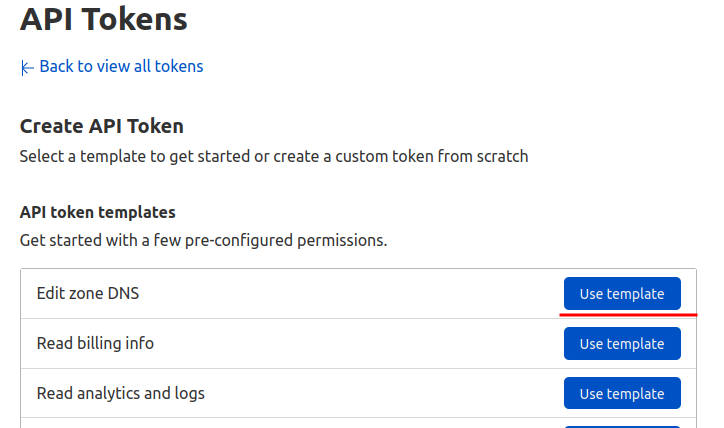 API Tokens
Back to view all tokens
Create API Token
Select a template to get started or create a custom token from scratch
API token templates
Get started with a few pre-configured permissions.
Edit zone DNS Use template
Read billing info Use template
Read analytics and logs Use template